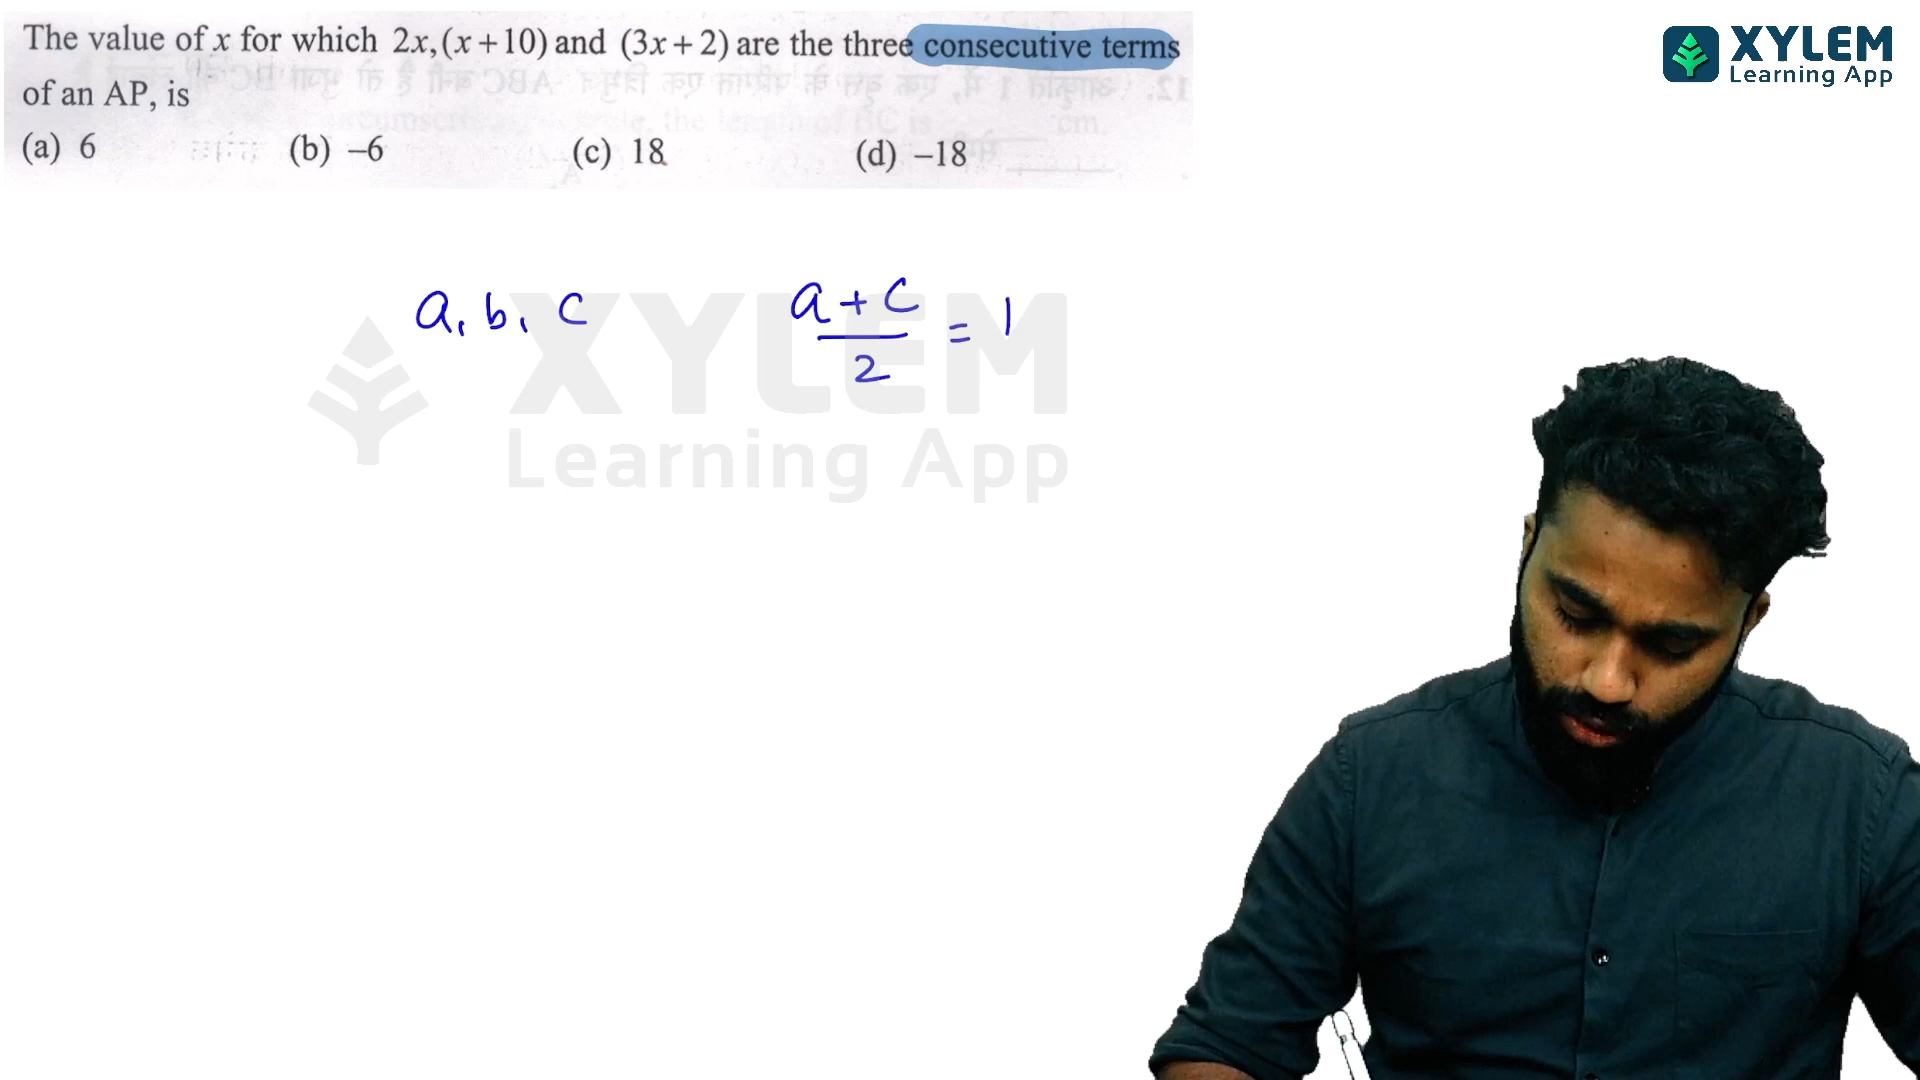 The value of x for which 2x, (x+10) and (3x+2) are the three consecutive terms
of an AP, is
(a) 6 (b) –6 (c) 18 (d) –18
XYLEM
Learning App
a, b, c a + c / 2 = 1
XYLEM
Learning App